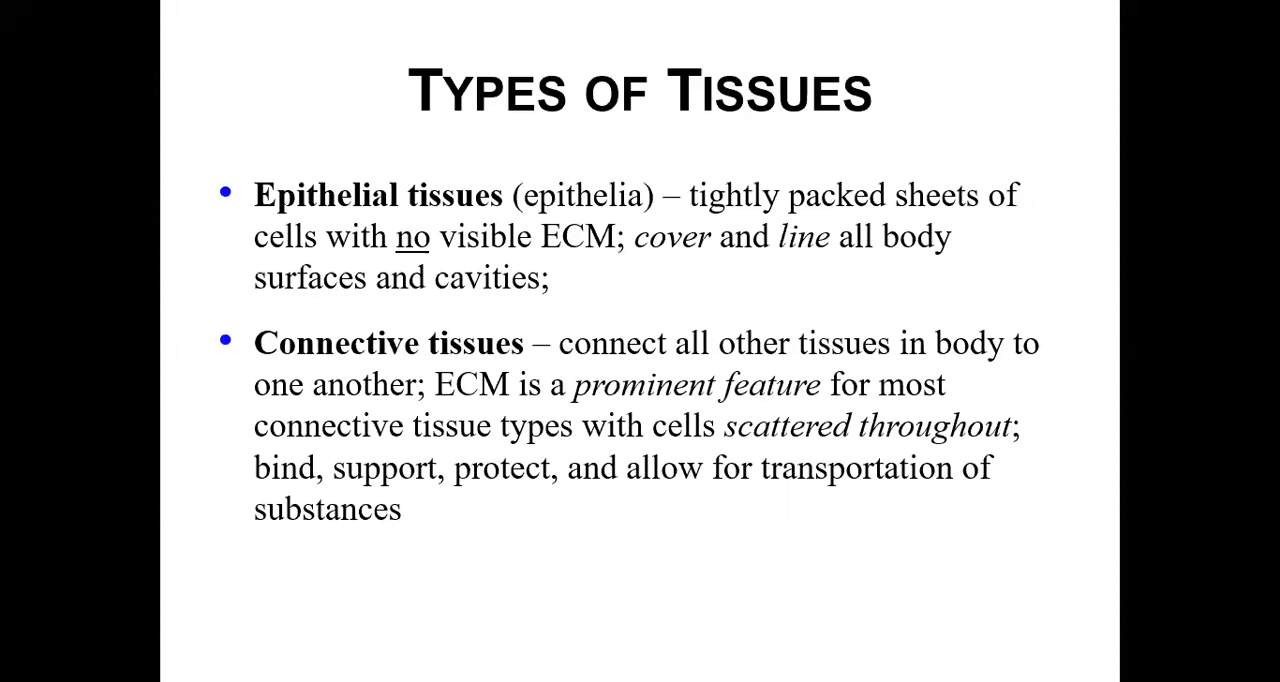 TYPES OF TISSUES
• Epithelial tissues (epithelia) – tightly packed sheets of
cells with no visible ECM; cover and line all body
surfaces and cavities;
• Connective tissues – connect all other tissues in body to
one another; ECM is a prominent feature for most
connective tissue types with cells scattered throughout;
bind, support, protect, and allow for transportation of
substances